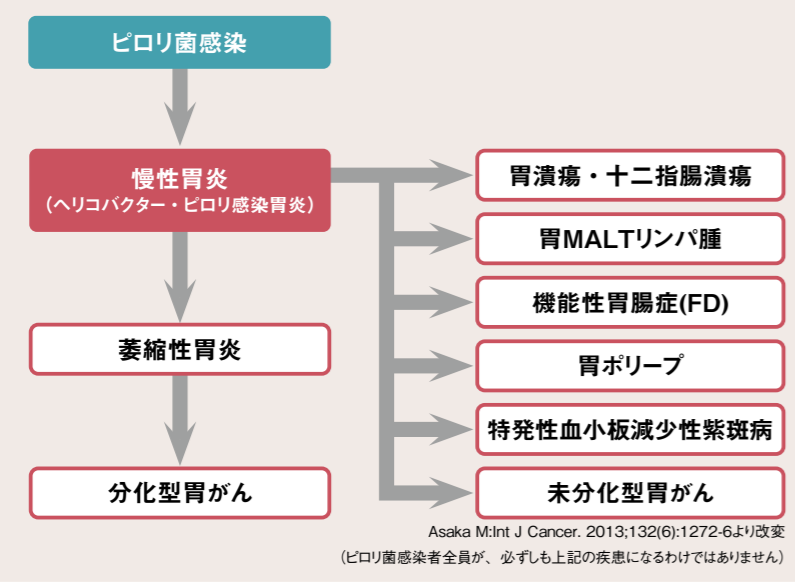 ピロリ菌感染
慢性胃炎
（ヘリコバクター・ピロリ感染胃炎）
萎縮性胃炎
分化型胃がん
胃潰瘍・十二指腸潰瘍
胃MALTリンパ腫
機能性胃腸症(FD)
胃ポリープ
特発性血小板減少性紫斑病
未分化型胃がん
Asaka M:Int J Cancer. 2013;132(6):1272-6より改変
（ピロリ菌感染者全員が、必ずしも上記の疾患になるわけではありません）